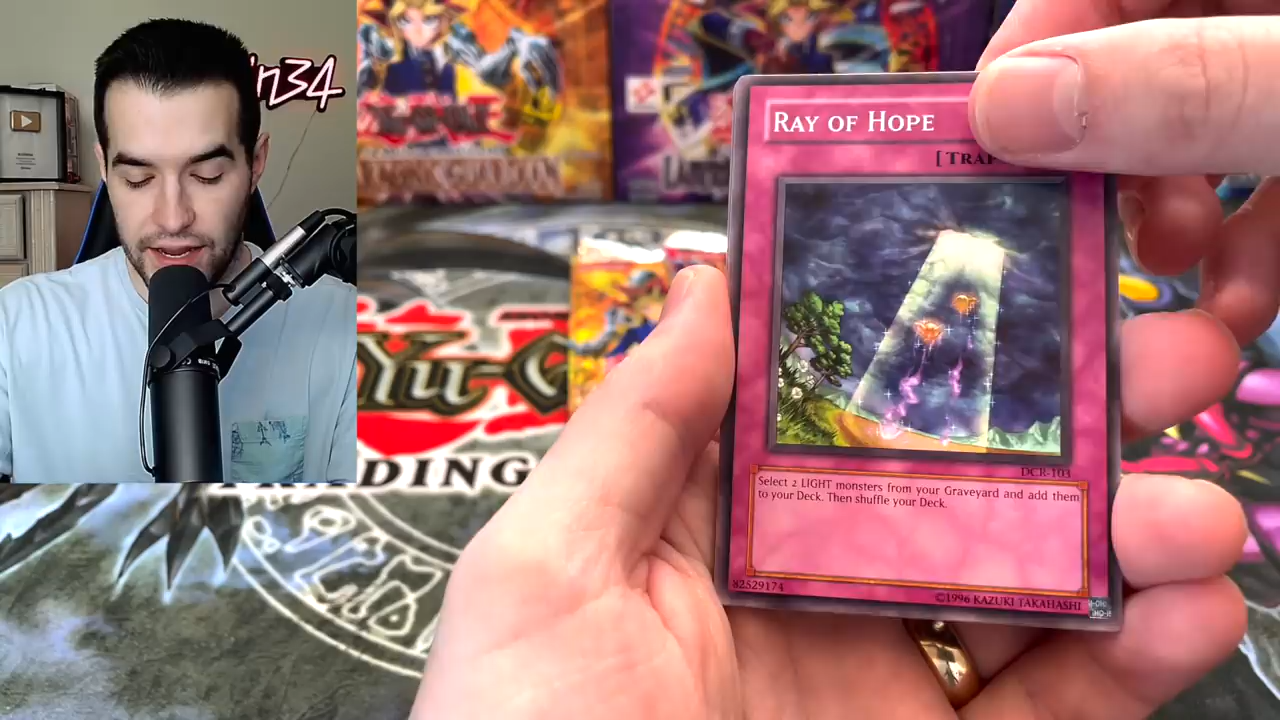 n34
RAY OF HOPE
[TRAP
DCR-103
Select 2 LIGHT monsters from your Graveyard and add them
to your Deck. Then shuffle your Deck.
82529174
©1996 KAZUKI TAKAHASHI
Yu-G
DING